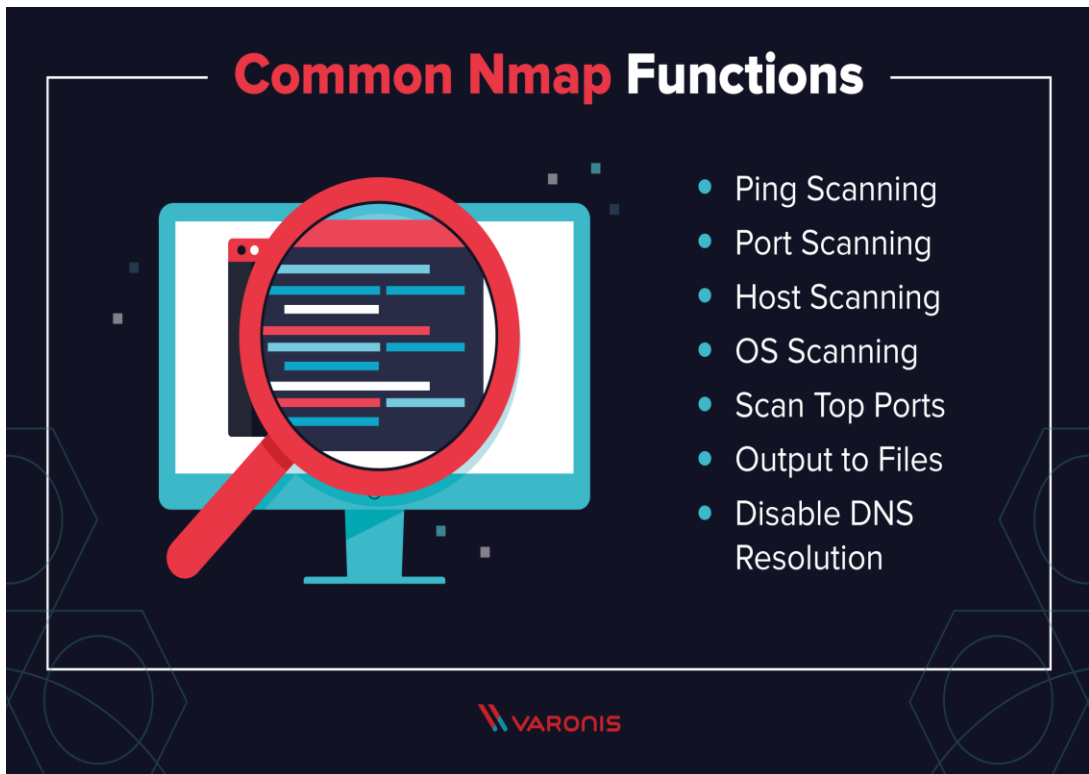 Common Nmap Functions
Ping Scanning
Port Scanning
Host Scanning
OS Scanning
Scan Top Ports
Output to Files
Disable DNS
Resolution
VARONIS